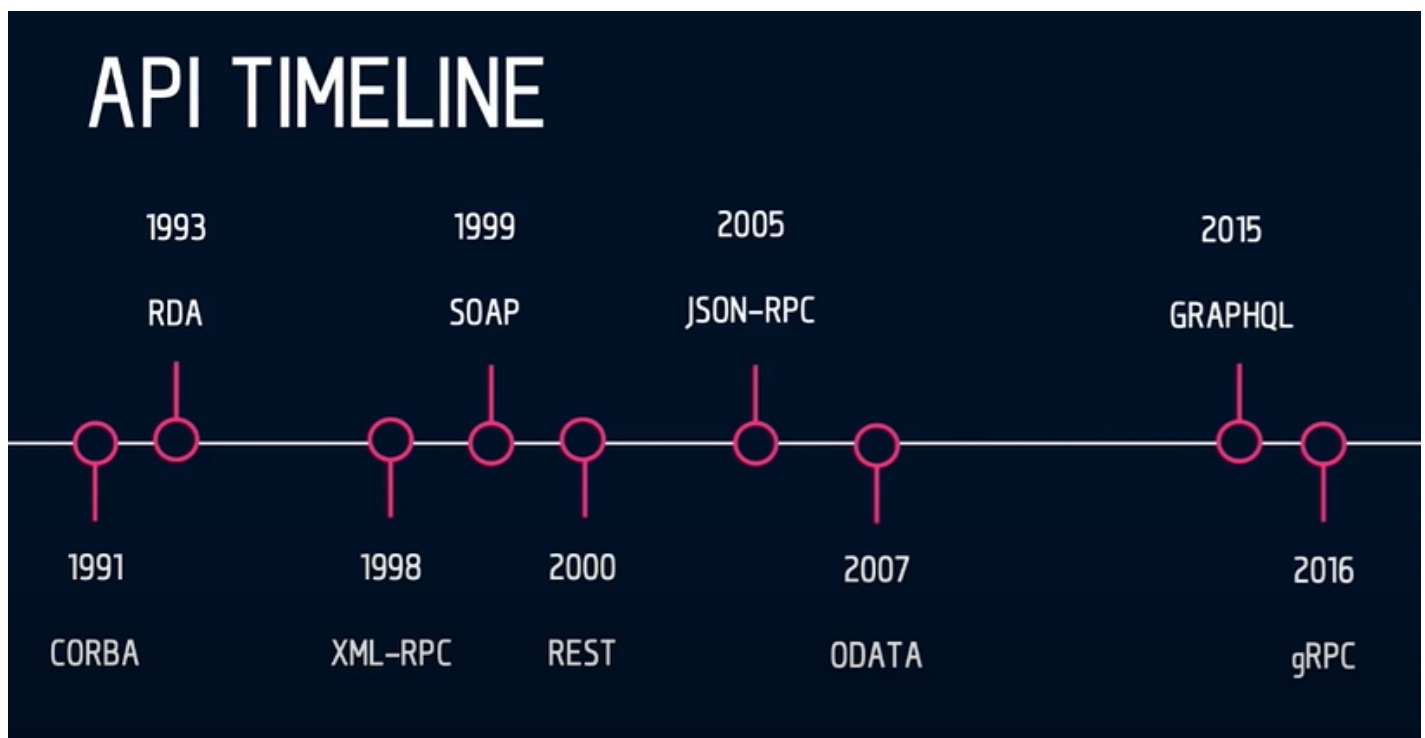 API TIMELINE
1993
1999
2005
2015
RDA
SOAP
JSON-RPC
GRAPHQL
1991
1998
2000
2007
2016
CORBA
XML-RPC
REST
ODATA
gRPC